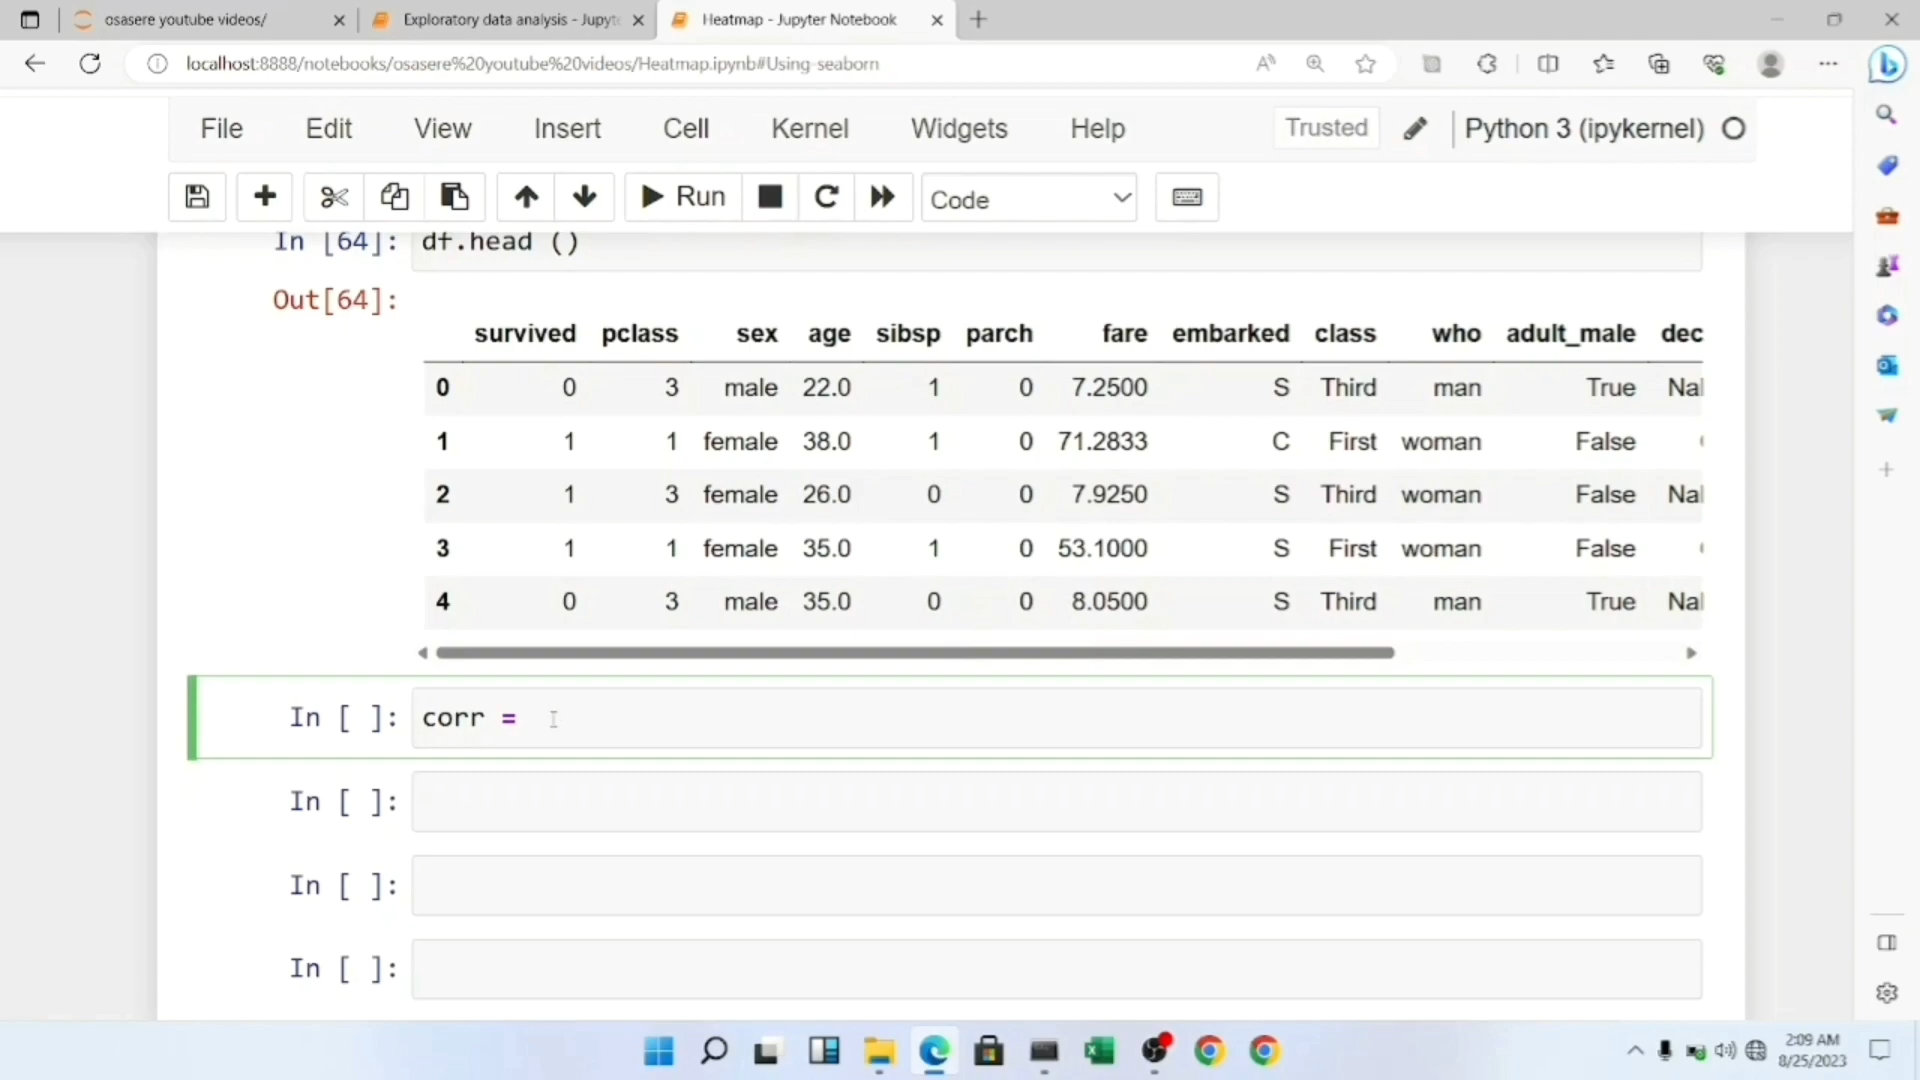 osasere youtube videos/
Exploratory data analysis - Jupyte
Heatmap - Jupyter Notebook
localhost:8888/notebooks/osasere%20youtube%20videos/Heatmap.ipynb#Using-seaborn
File Edit View Insert Cell Kernel Widgets Help Trusted Python 3 (ipykernel)
Run Code
In [64]: df.head ()
Out[64]:
survived pclass sex age sibsp parch fare embarked class who adult_male dec
0 0 3 male 22.0 1 0 7.2500 S Third man True Na
1 1 1 female 38.0 1 0 71.2833 C First woman False
2 1 3 female 26.0 0 0 7.9250 S Third woman False Na
3 1 1 female 35.0 1 0 53.1000 S First woman False
4 0 3 male 35.0 0 0 8.0500 S Third man True Na
In [ ]: corr =
In [ ]:
In [ ]:
In [ ]:
2:09 AM
8/25/2023